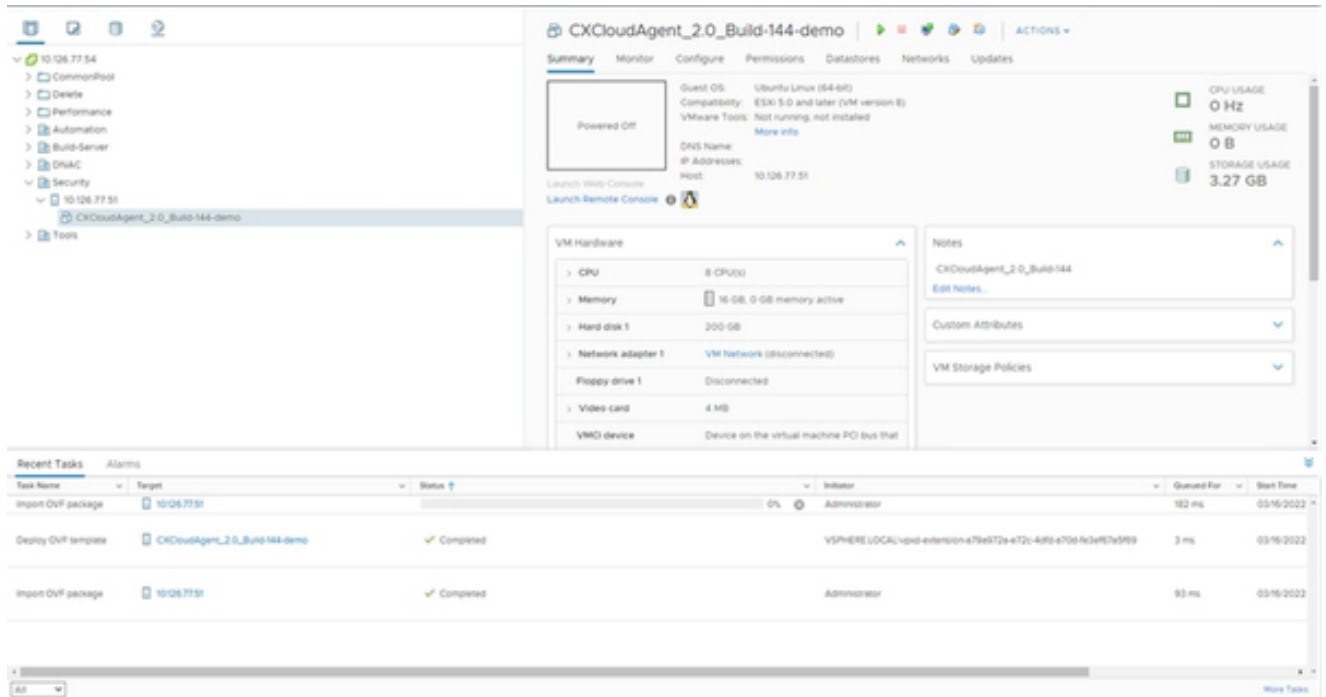 CXCloudAgent_2.0_Build-144-demo
ACTIONS
10.126.77.54
CommonPool
Delete
Performance
Automation
Build-Server
DNAC
Security
10.126.77.51
CXCloudAgent_2.0_Build-144-demo
Tools
Summary Monitor Configure Permissions Datastores Networks Updates
Powered Off
Launch Web Console
Launch Remote Console
Guest OS: Ubuntu Linux (64-bit)
Compatibility: ESXi 5.0 and later (VM version 8)
VMware Tools: Not running, not installed
More info
DNS Name:
IP Addresses:
Host: 10.126.77.51
CPU USAGE
0 Hz
MEMORY USAGE
0 B
STORAGE USAGE
3.27 GB
VM Hardware
CPU 8 CPU(s)
Memory 16 GB, 0 GB memory active
Hard disk 1 200 GB
Network adapter 1 VM Network (disconnected)
Floppy drive 1 Disconnected
Video card 4 MB
VMCI device Device on the virtual machine PCI bus that
Notes
CXCloudAgent_2.0_Build-144
Edit Notes...
Custom Attributes
VM Storage Policies
Recent Tasks Alarms
Task Name Target Status Initiator Queued For Start Time
Import OVF package 10.126.77.51 0% Administrator 182 ms 03/16/2022
Deploy OVF template CXCloudAgent_2.0_Build-144-demo Completed 3 ms 03/16/2022
Import OVF package 10.126.77.51 Completed Administrator 93 ms 03/16/2022
All
More Tasks